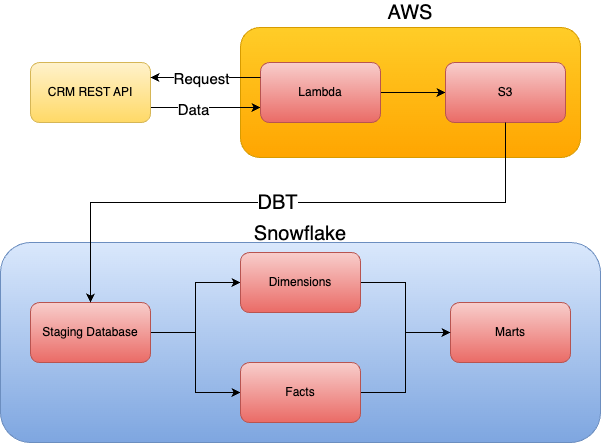 AWS
CRM REST API
Request
Data
Lambda
S3
DBT
Snowflake
Staging Database
Dimensions
Facts
Marts